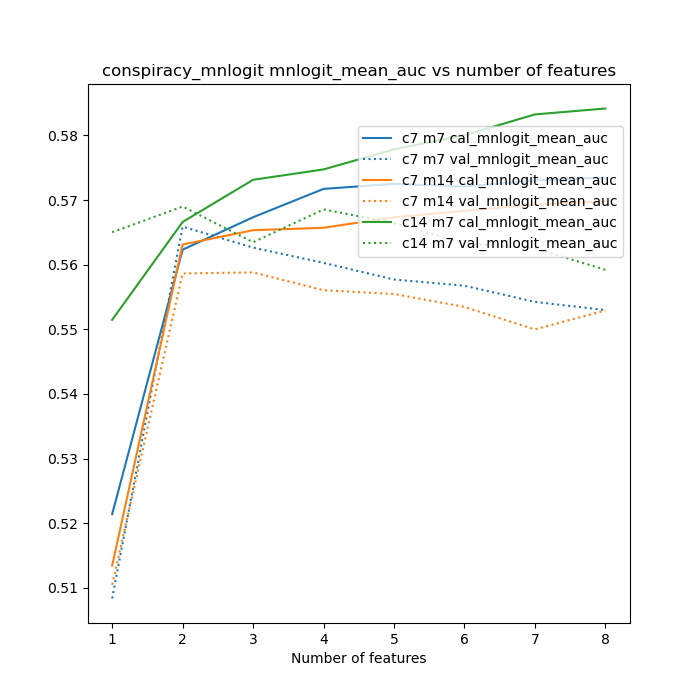 conspiracy_mnlogit mnlogit_mean_auc vs number of features
c7 m7 cal_mnlogit_mean_auc
c7 m7 val_mnlogit_mean_auc
c7 m14 cal_mnlogit_mean_auc
c7 m14 val_mnlogit_mean_auc
c14 m7 cal_mnlogit_mean_auc
c14 m7 val_mnlogit_mean_auc
0.58
0.57
0.56
0.55
0.54
0.53
0.52
0.51
1 2 3 4 5 6 7 8
Number of features